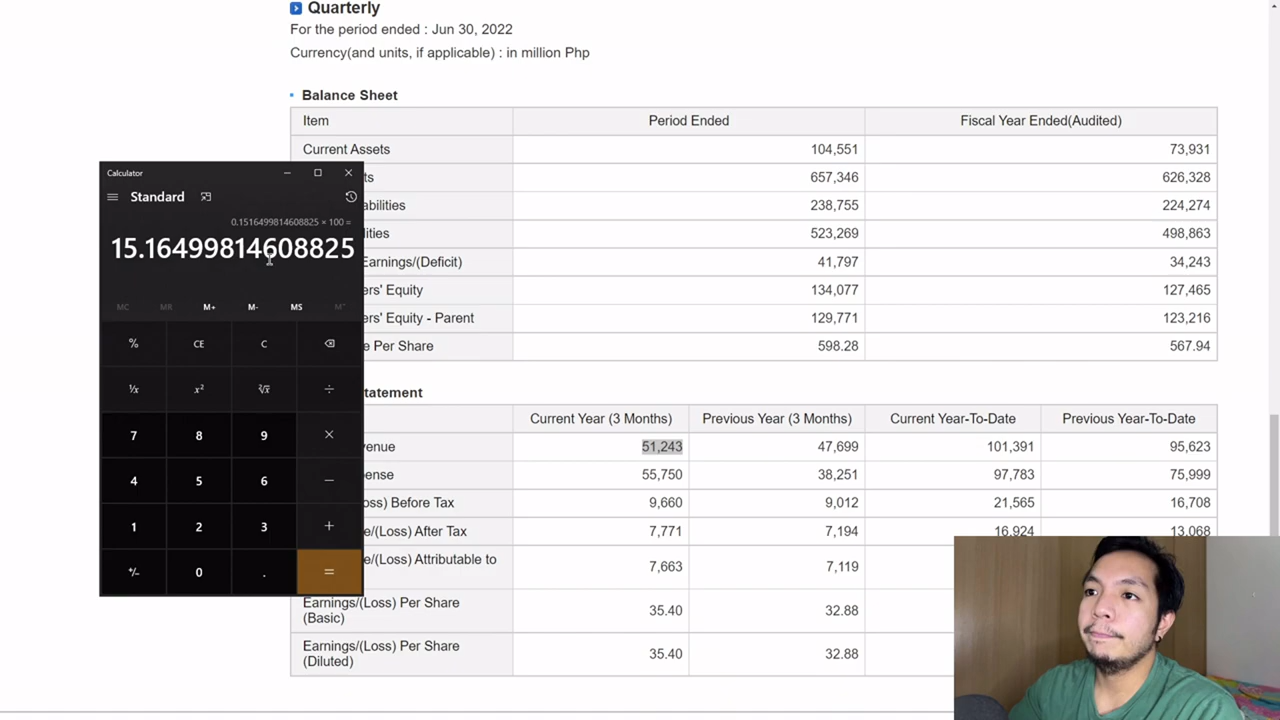 Quarterly
For the period ended : Jun 30, 2022
Currency(and units, if applicable) : in million Php
Balance Sheet
Item Period Ended Fiscal Year Ended(Audited)
Current Assets 104,551 73,931
ts 657,346 626,328
abilities 238,755 224,274
lities 523,269 498,863
Earnings/(Deficit) 41,797 34,243
ers' Equity 134,077 127,465
ers' Equity - Parent 129,771 123,216
e Per Share 598.28 567.94
tatement
Current Year (3 Months) Previous Year (3 Months) Current Year-To-Date Previous Year-To-Date
venue 51,243 47,699 101,391 95,623
ense 55,750 38,251 97,783 75,999
oss) Before Tax 9,660 9,012 21,565 16,708
e/(Loss) After Tax 7,771 7,194 16,924 13,068
e/(Loss) Attributable to 7,663 7,119
Earnings/(Loss) Per Share
(Basic) 35.40 32.88
Earnings/(Loss) Per Share
(Diluted) 35.40 32.88
Calculator
Standard
0.1516499814608825 × 100 =
15.16499814608825
MC MR M+ M- MS M˅
% CE C
¹/x x² ²√x ÷
7 8 9 ×
4 5 6 −
1 2 3 +
+/− 0 . =